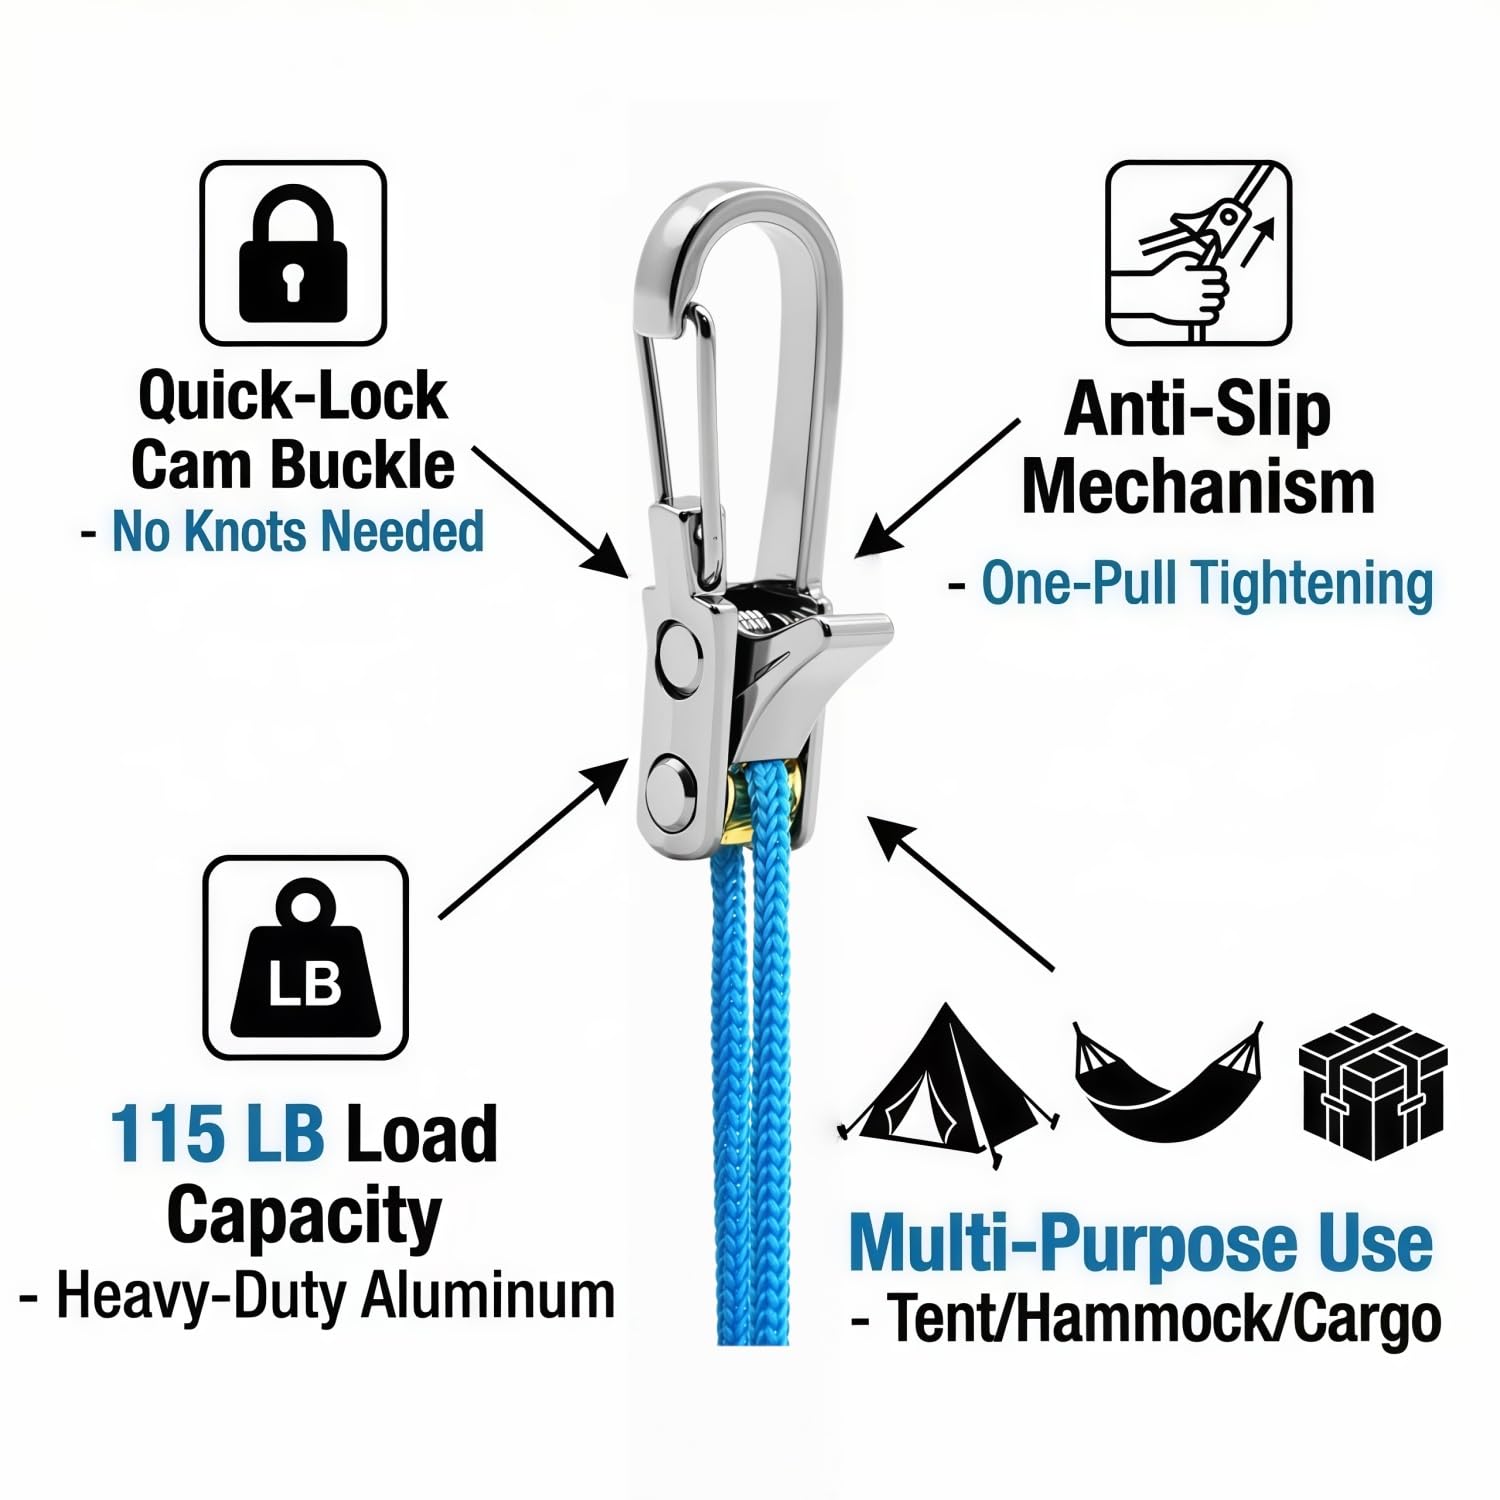 Quick-Lock
Cam Buckle
- No Knots Needed
Anti-Slip
Mechanism
- One-Pull Tightening
LB
115 LB Load
Capacity
- Heavy-Duty Aluminum
Multi-Purpose Use
- Tent/Hammock/Cargo